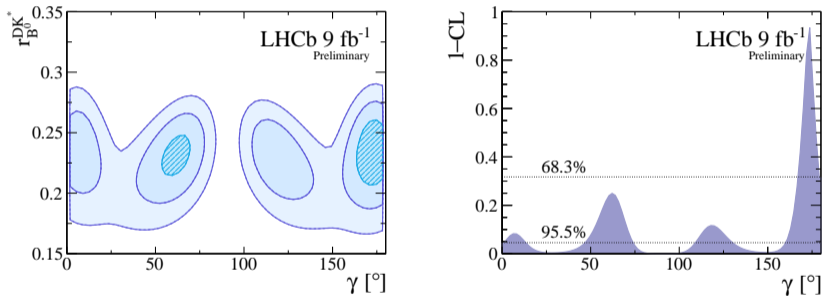 0.35
0.3
0.25
0.2
0.15
r_{B^0}^{DK^*}
LHCb 9 fb^{-1}
Preliminary
0 50 100 150
γ [°]
1
0.8
0.6
0.4
0.2
0
1–CL
LHCb 9 fb^{-1}
Preliminary
68.3%
95.5%
0 50 100 150
γ [°]